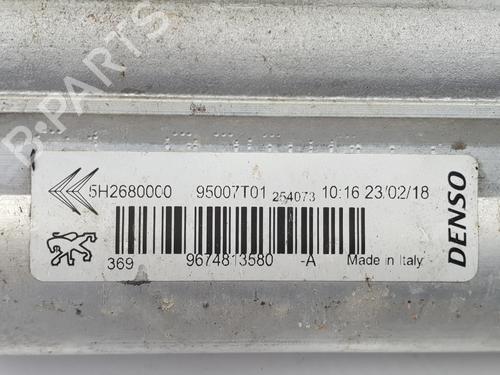 B-PARTS
5H2680000 95007T01 254073 10:16 23/02/18
369 9674813580 -A Made in Italy
DENSO